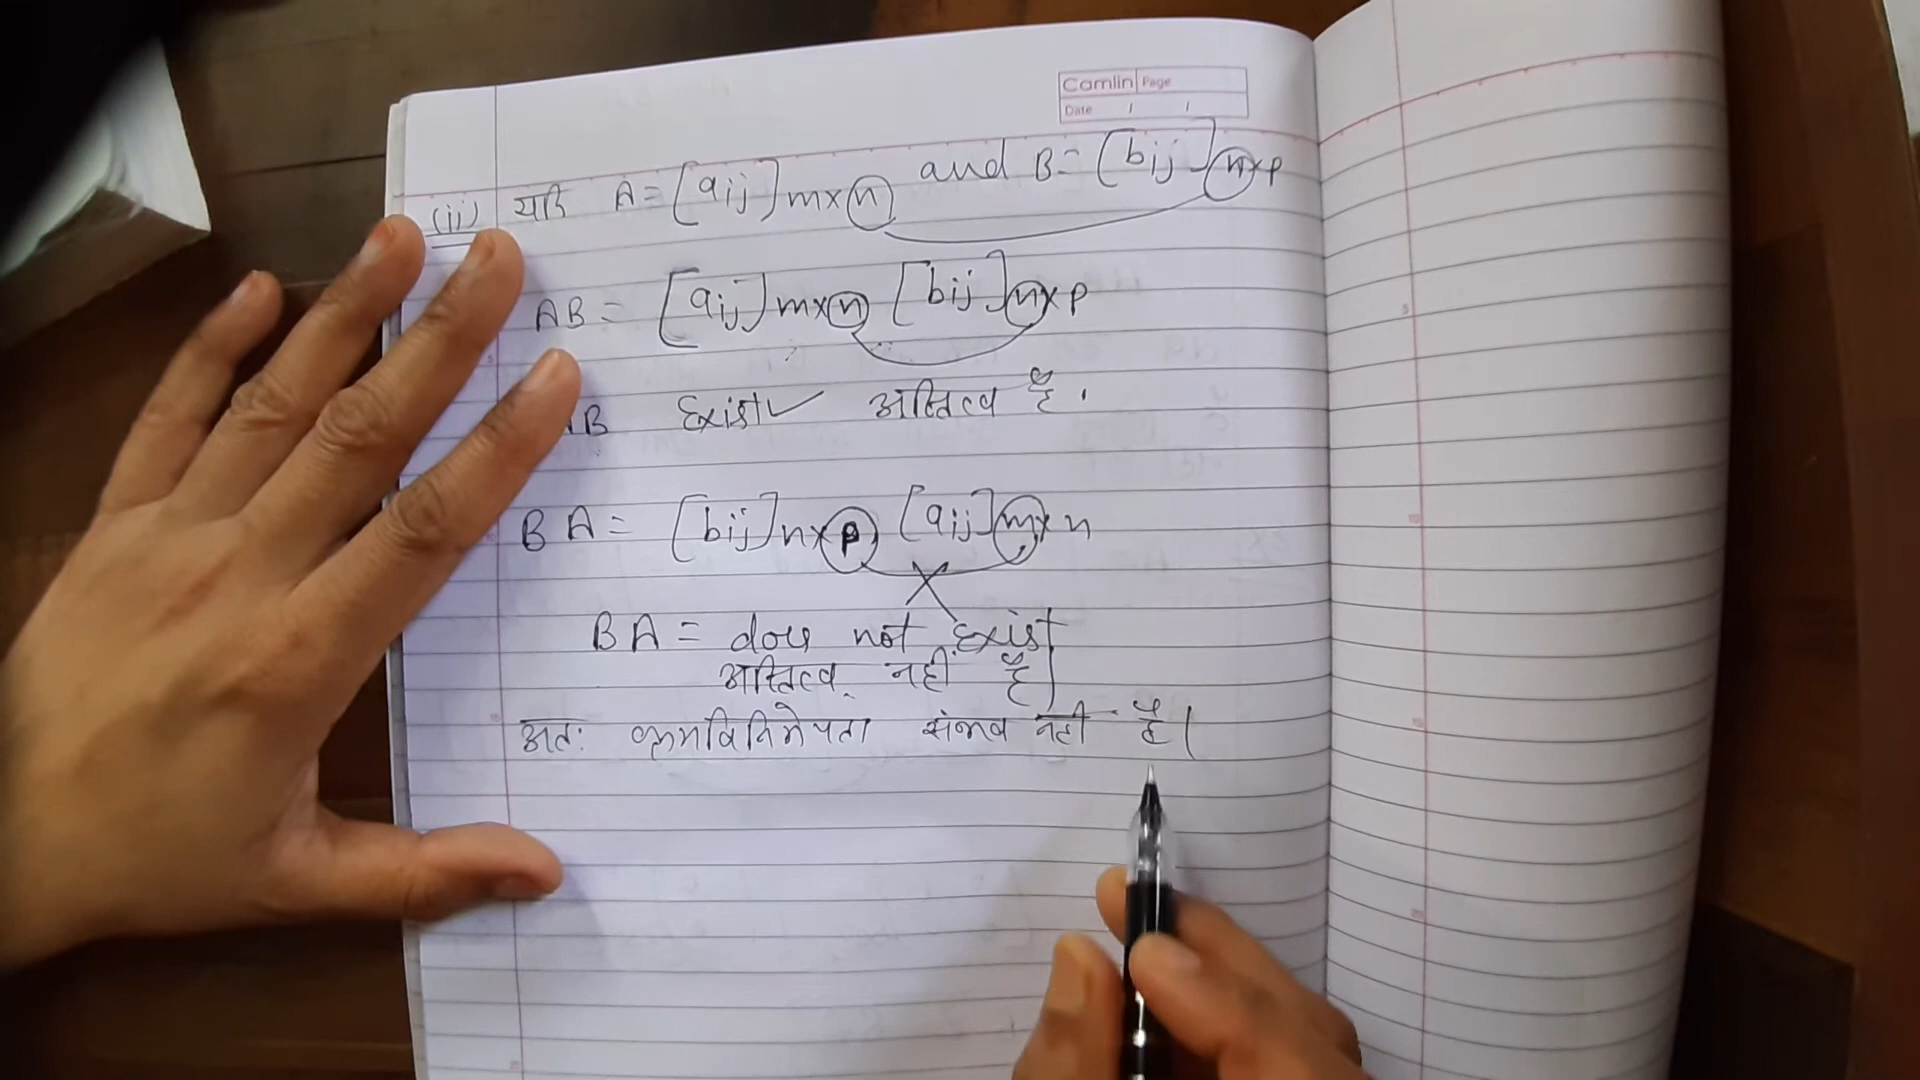 Camlin Page
Date / /
(ii) यदि A = [aij] m×n and B = [bij] n×p
AB = [aij] m×n [bij] n×p
AB Exist ✓ अस्तित्व है.
BA = [bij] n×p [aij] m×n
BA = does not Exist
अस्तित्व नहीं है|
अतः क्रमविनिमेयता संभव नही है|